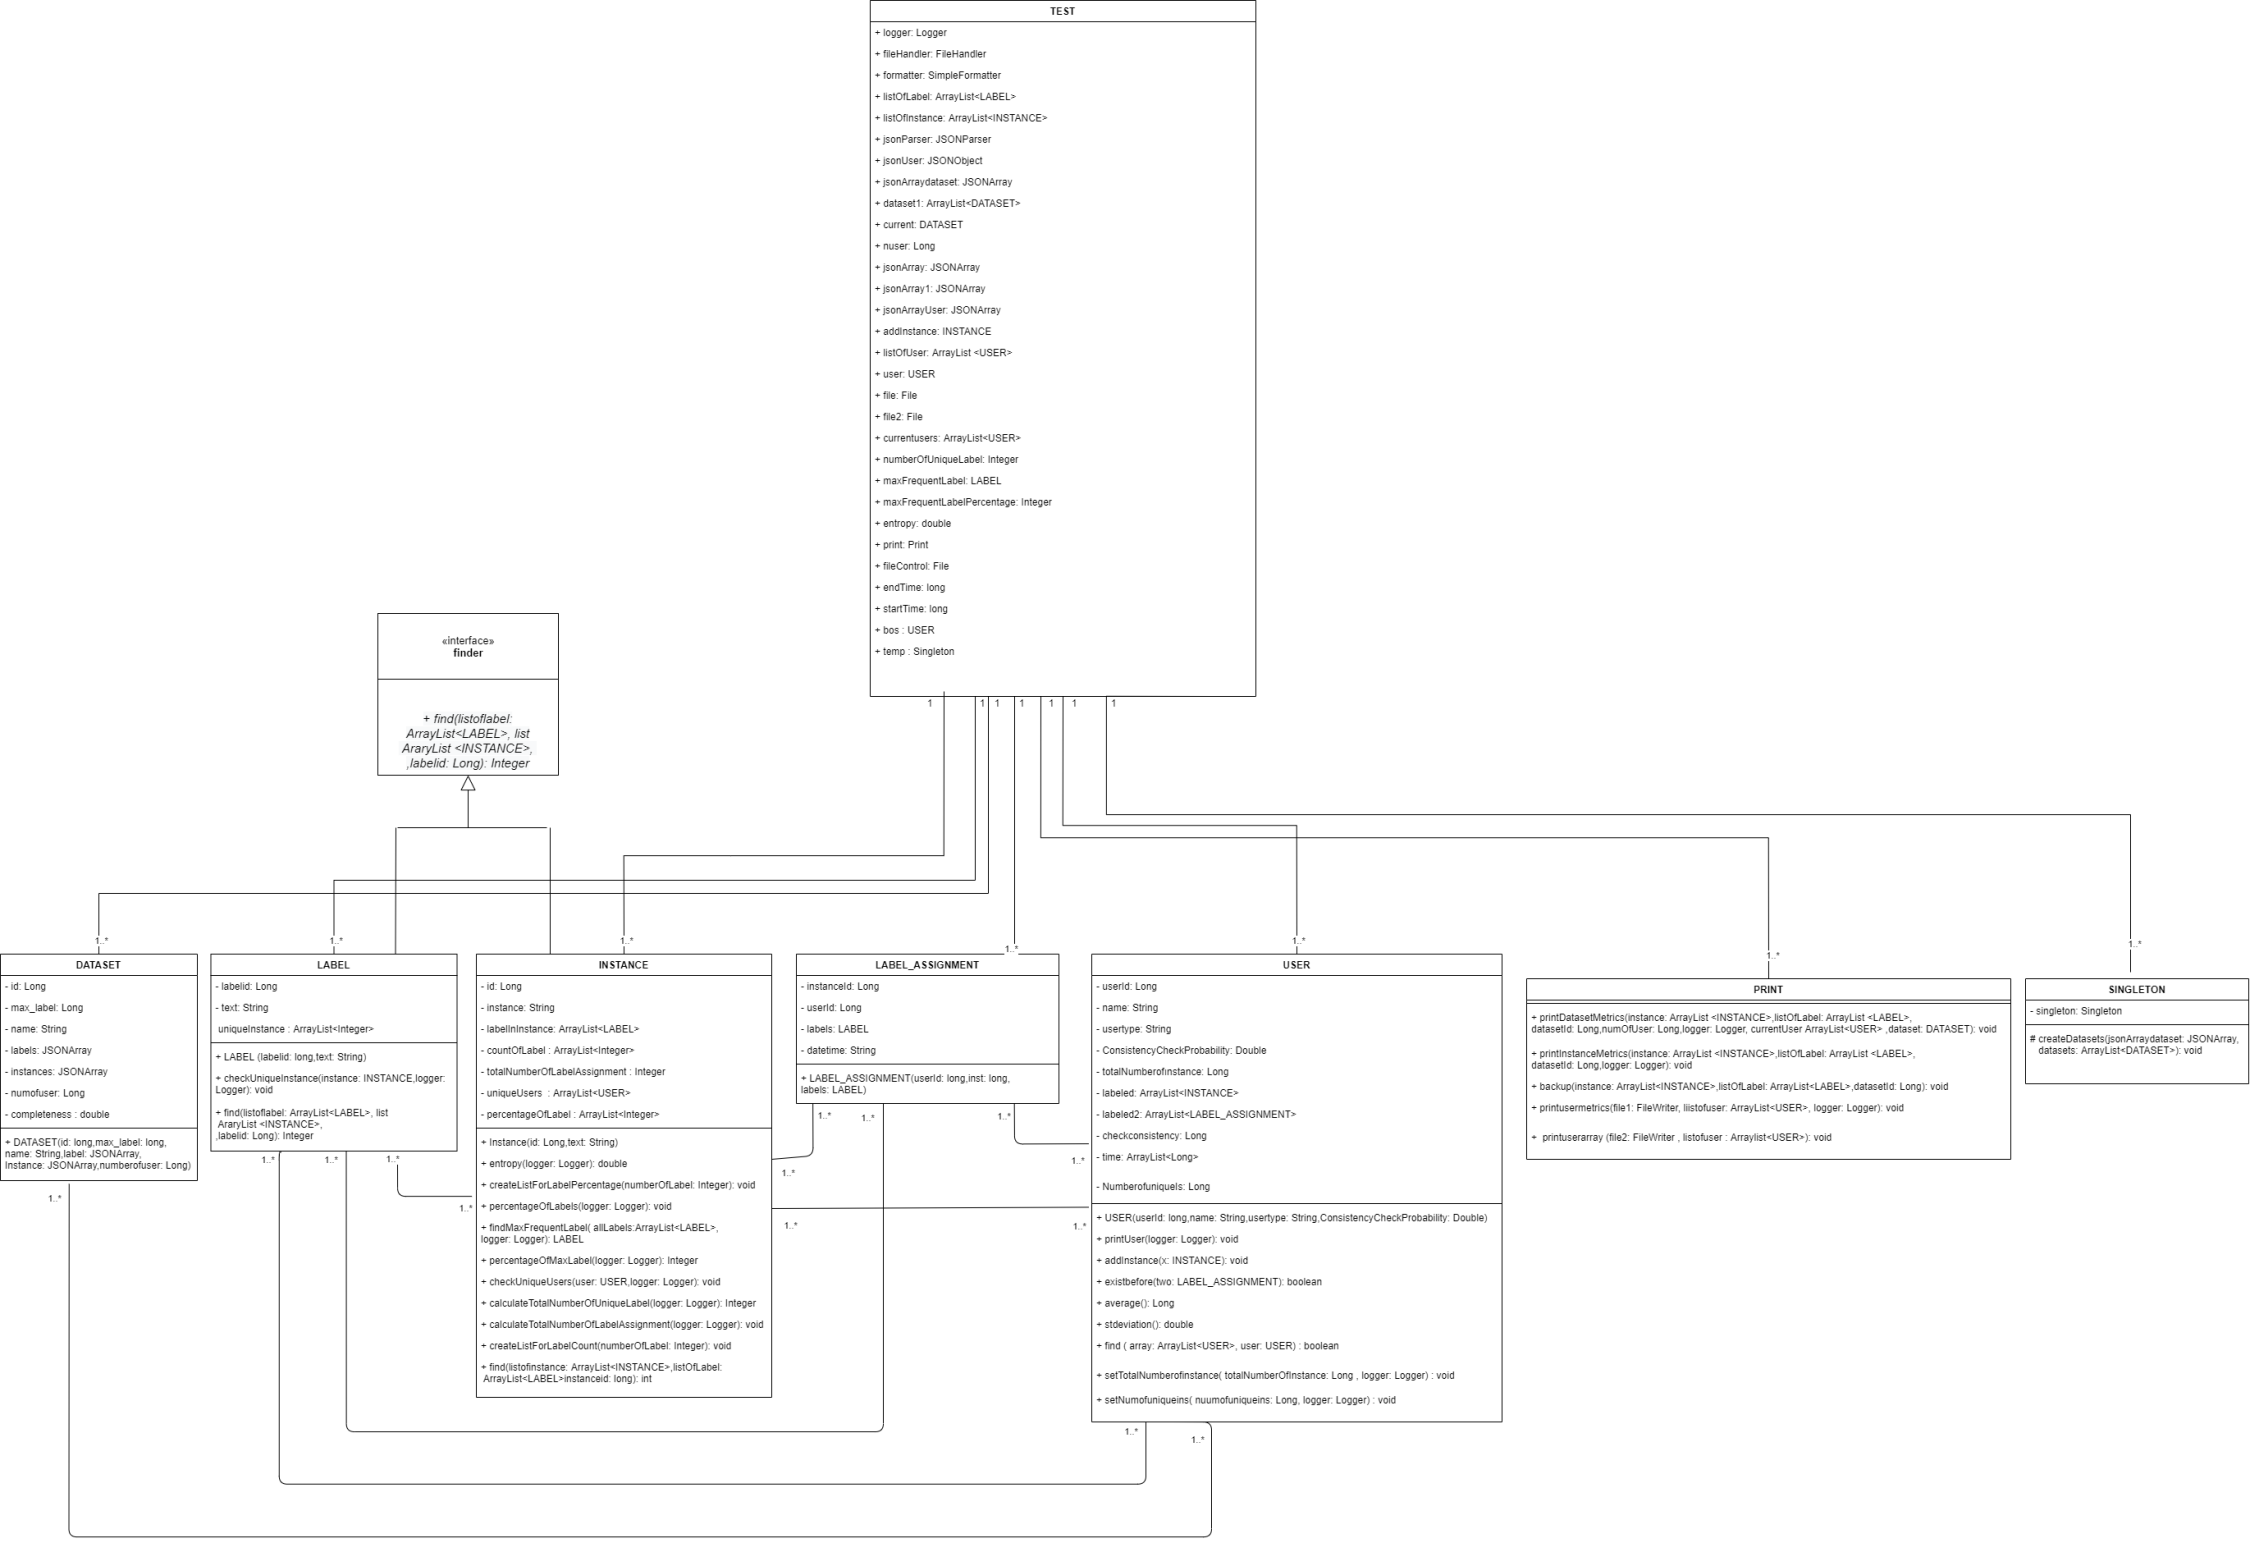 TEST
+ logger: Logger
+ fileHandler: FileHandler
+ formatter: SimpleFormatter
+ listOfLabel: ArrayList<LABEL>
+ listOfInstance: ArrayList<INSTANCE>
+ jsonParser: JSONParser
+ jsonUser: JSONObject
+ jsonArraydataset: JSONArray
+ dataset1: ArrayList<DATASET>
+ current: DATASET
+ nuser: Long
+ jsonArray: JSONArray
+ jsonArray1: JSONArray
+ jsonArrayUser: JSONArray
+ addInstance: INSTANCE
+ listOfUser: ArrayList <USER>
+ user: USER
+ file: File
+ file2: File
+ currentusers: ArrayList<USER>
+ numberOfUniqueLabel: Integer
+ maxFrequentLabel: LABEL
+ maxFrequentLabelPercentage: Integer
+ entropy: double
+ print: Print
+ fileControl: File
+ endTime: long
+ startTime: long
+ bos : USER
+ temp : Singleton
1 1 1 1 1 1 1
«interface»
finder
+ find(listoflabel:
ArrayList<LABEL>, list
AraryList <INSTANCE>,
,labelid: Long): Integer
1..* 1..* 1..* 1..* 1..* 1..* 1..*
DATASET
- id: Long
- max_label: Long
- name: String
- labels: JSONArray
- instances: JSONArray
- numofuser: Long
- completeness : double
+ DATASET(id: long,max_label: long,
name: String,label: JSONArray,
Instance: JSONArray,numberofuser: Long)
1..*
LABEL
- labelid: Long
- text: String
uniqueInstance : ArrayList<Integer>
+ LABEL (labelid: long,text: String)
+ checkUniqueInstance(instance: INSTANCE,logger:
Logger): void
+ find(listoflabel: ArrayList<LABEL>, list
AraryList <INSTANCE>,
,labelid: Long): Integer
1..* 1..* 1..*
1..*
INSTANCE
- id: Long
- instance: String
- labelInInstance: ArrayList<LABEL>
- countOfLabel : ArrayList<Integer>
- totalNumberOfLabelAssignment : Integer
- uniqueUsers : ArrayList<USER>
- percentageOfLabel : ArrayList<Integer>
+ Instance(id: Long,text: String)
+ entropy(logger: Logger): double
+ createListForLabelPercentage(numberOfLabel: Integer): void
+ percentageOfLabels(logger: Logger): void
+ findMaxFrequentLabel( allLabels:ArrayList<LABEL>,
logger: Logger): LABEL
+ percentageOfMaxLabel(logger: Logger): Integer
+ checkUniqueUsers(user: USER,logger: Logger): void
+ calculateTotalNumberOfUniqueLabel(logger: Logger): Integer
+ calculateTotalNumberOfLabelAssignment(logger: Logger): void
+ createListForLabelCount(numberOfLabel: Integer): void
+ find(listofinstance: ArrayList<INSTANCE>,listOfLabel:
ArrayList<LABEL>instanceid: long): int
LABEL_ASSIGNMENT
- instanceId: Long
- userId: Long
- labels: LABEL
- datetime: String
+ LABEL_ASSIGNMENT(userId: long,inst: long,
labels: LABEL)
1..* 1..* 1..*
1..* 1..*
1..* 1..*
USER
- userId: Long
- name: String
- usertype: String
- ConsistencyCheckProbability: Double
- totalNumberofınstance: Long
- labeled: ArrayList<INSTANCE>
- labeled2: ArrayList<LABEL_ASSIGNMENT>
- checkconsistency: Long
- time: ArrayList<Long>
- Numberofuniquels: Long
+ USER(userId: long,name: String,usertype: String,ConsistencyCheckProbability: Double)
+ printUser(logger: Logger): void
+ addInstance(x: INSTANCE): void
+ existbefore(two: LABEL_ASSIGNMENT): boolean
+ average(): Long
+ stdeviation(): double
+ find ( array: ArrayList<USER>, user: USER) : boolean
+ setTotalNumberofinstance( totalNumberOfInstance: Long , logger: Logger) : void
+ setNumofuniqueins( nuumofuniqueins: Long, logger: Logger) : void
1..* 1..*
PRINT
+ printDatasetMetrics(instance: ArrayList <INSTANCE>,listOfLabel: ArrayList <LABEL>,
datasetId: Long,numOfUser: Long,logger: Logger, currentUser ArrayList<USER> ,dataset: DATASET): void
+ printInstanceMetrics(instance: ArrayList <INSTANCE>,listOfLabel: ArrayList <LABEL>,
datasetId: Long,logger: Logger): void
+ backup(instance: ArrayList<INSTANCE>,listOfLabel: ArrayList<LABEL>,datasetId: Long): void
+ printusermetrics(file1: FileWriter, liistofuser: ArrayList<USER>, logger: Logger): void
+ printuserarray (file2: FileWriter , listofuser : Arraylist<USER>): void
SINGLETON
- singleton: Singleton
# createDatasets(jsonArraydataset: JSONArray,
datasets: ArrayList<DATASET>): void